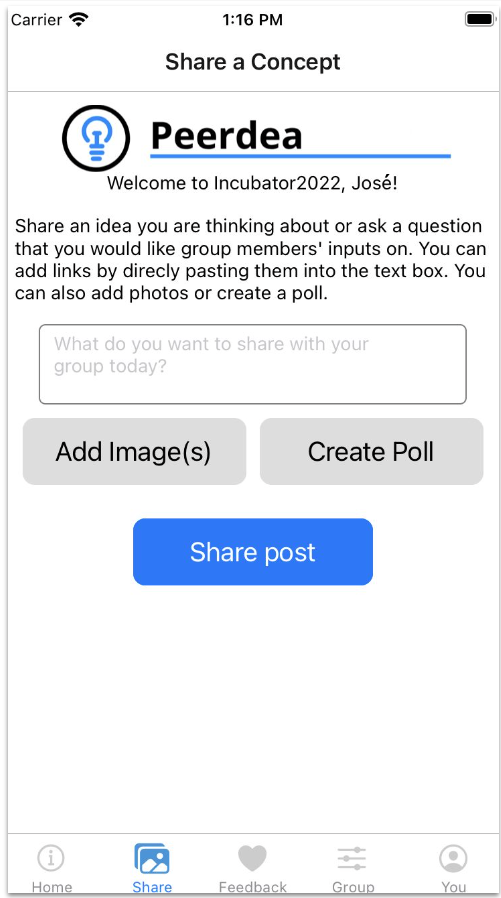 Carrier 1:16 PM
Share a Concept
Peerdea
Welcome to Incubator2022, José!
Share an idea you are thinking about or ask a question
that you would like group members' inputs on. You can
add links by direcly pasting them into the text box. You
can also add photos or create a poll.
What do you want to share with your
group today?
Add Image(s) Create Poll
Share post
Home Share Feedback Group You